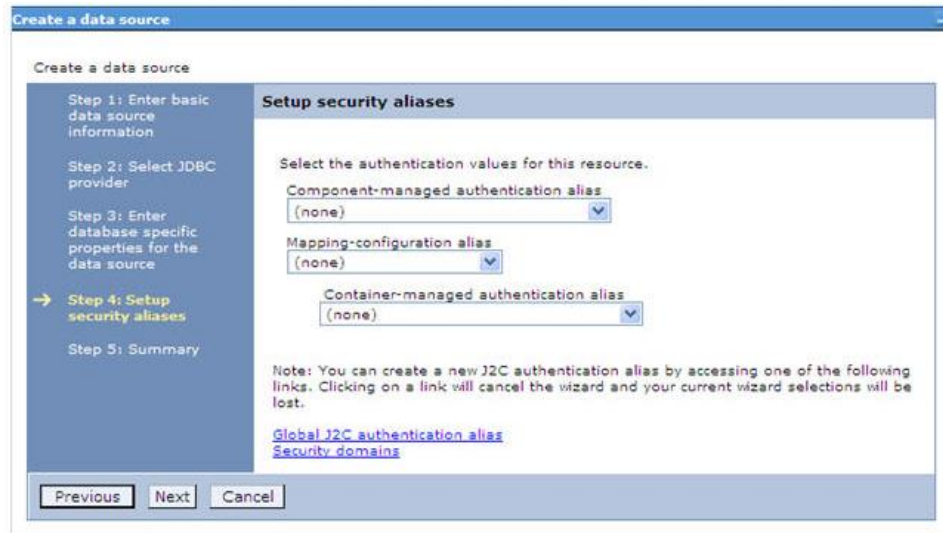 Create a data source
Create a data source
Step 1: Enter basic
data source
information
Step 2: Select JDBC
provider
Step 3: Enter
database specific
properties for the
data source
Step 4: Setup
security aliases
Step 5: Summary
Setup security aliases
Select the authentication values for this resource.
Component-managed authentication alias
(none)
Mapping-configuration alias
(none)
Container-managed authentication alias
(none)
Note: You can create a new J2C authentication alias by accessing one of the following
links. Clicking on a link will cancel the wizard and your current wizard selections will be
lost.
Global J2C authentication alias
Security domains
Previous Next Cancel